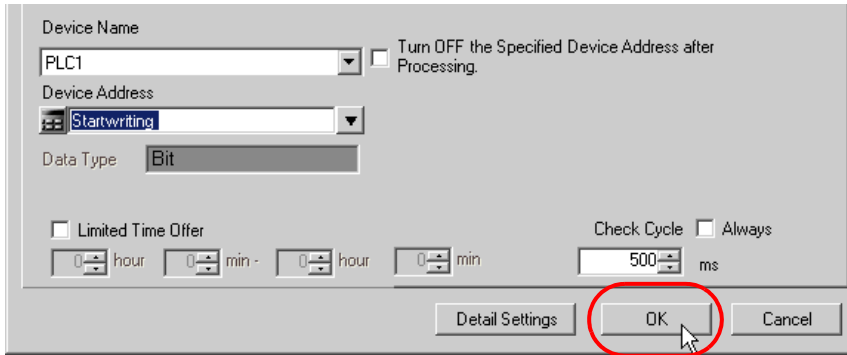 Device Name
PLC1
Turn OFF the Specified Device Address after
Processing.
Device Address
Startwriting
Data Type Bit
Limited Time Offer
Check Cycle Always
0 hour 0 min - 0 hour 0 min
500 ms
Detail Settings OK Cancel